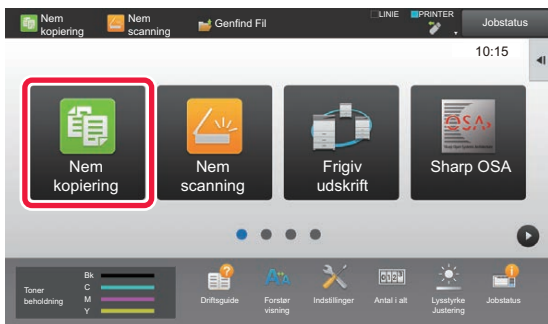 Nem
kopiering
Nem
scanning
Genfind Fil
LINIE
PRINTER
Jobstatus
10:15
Nem
kopiering
Nem
scanning
Frigiv
udskrift
OSA
Sharp OSA
Toner
beholdning
Bk
C
M
Y
Driftsguide
Forstør
visning
Indstillinger
Antal i alt
Lysstyrke
Justering
Jobstatus